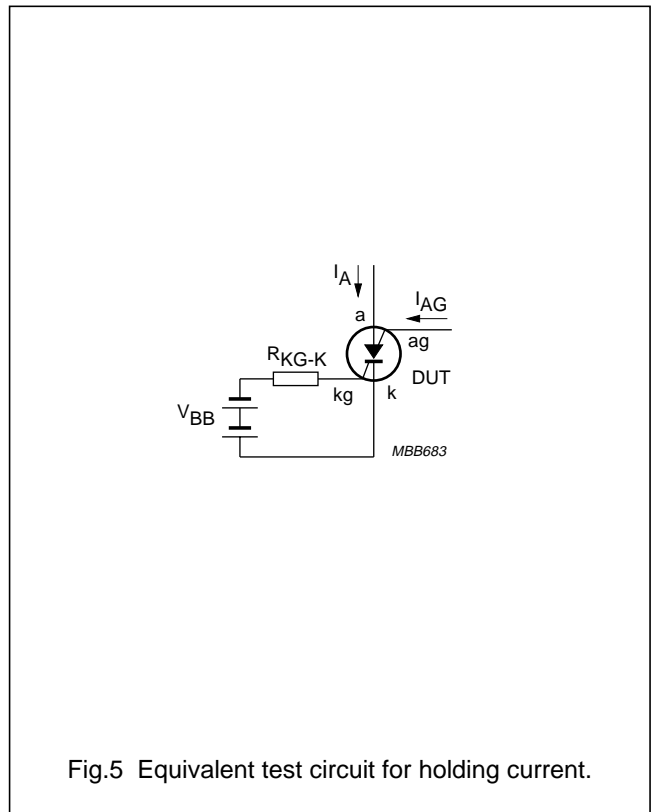 I_A
a
I_AG
ag
R_KG-K
DUT
kg
k
V_BB
MBB683
Fig.5 Equivalent test circuit for holding current.